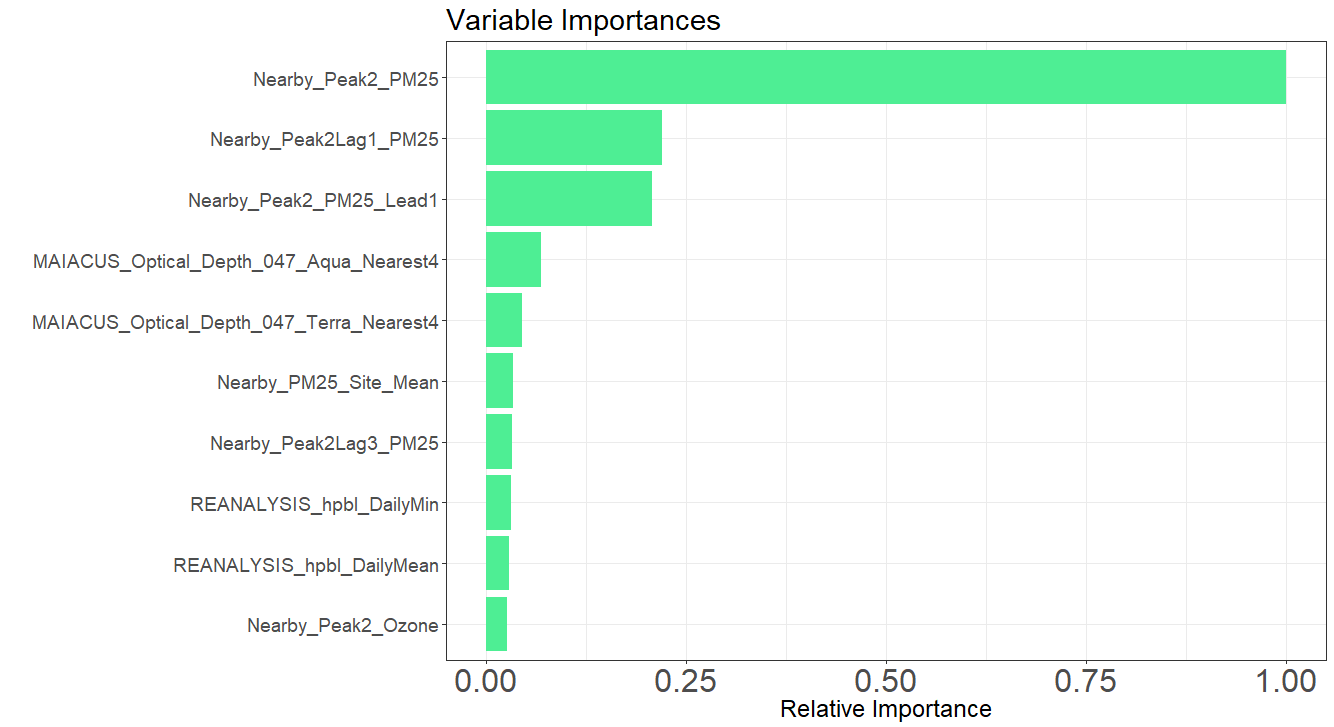 Variable Importances
Nearby_Peak2_PM25
Nearby_Peak2Lag1_PM25
Nearby_Peak2_PM25_Lead1
MAIACUS_Optical_Depth_047_Aqua_Nearest4
MAIACUS_Optical_Depth_047_Terra_Nearest4
Nearby_PM25_Site_Mean
Nearby_Peak2Lag3_PM25
REANALYSIS_hpbl_DailyMin
REANALYSIS_hpbl_DailyMean
Nearby_Peak2_Ozone
0.00 0.25 0.50 0.75 1.00
Relative Importance